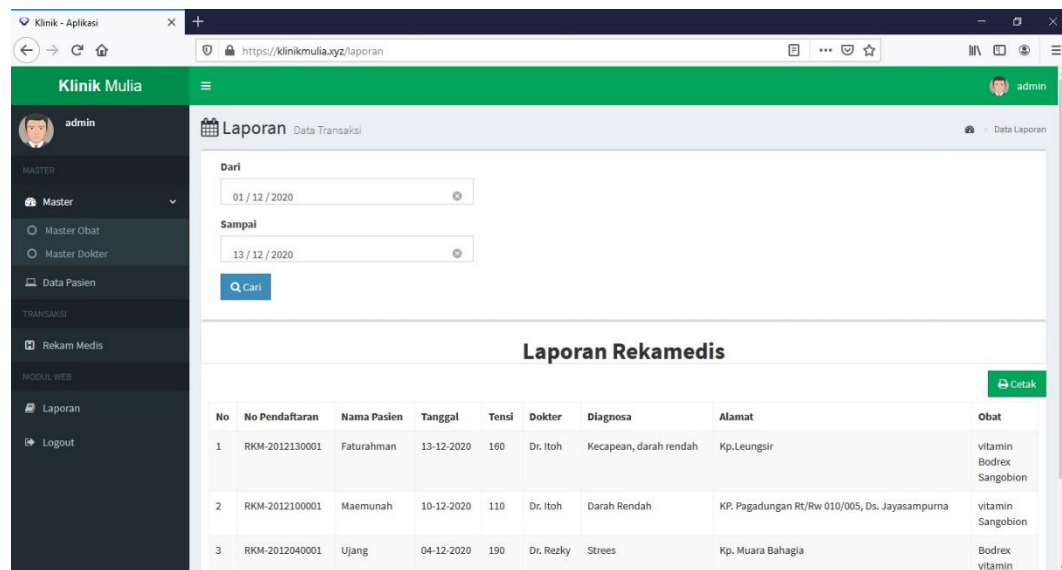 Klinik - Aplikasi
https://klinikmulia.xyz/laporan
Klinik Mulia
admin
admin
Laporan Data Transaksi
Data Laporan
MASTER
Master
Master Obat
Master Dokter
Data Pasien
TRANSAKSI
Rekam Medis
MODUL WEB
Laporan
Logout
Dari
01 / 12 / 2020
Sampai
13 / 12 / 2020
Cari
Laporan Rekamedis
Cetak
No No Pendaftaran Nama Pasien Tanggal Tensi Dokter Diagnosa Alamat Obat
1 RKM-2012130001 Faturahman 13-12-2020 160 Dr. Itoh Kecapean, darah rendah Kp.Leungsir vitamin
Bodrex
Sangobion
2 RKM-2012100001 Maemunah 10-12-2020 110 Dr. Itoh Darah Rendah KP. Pagadungan Rt/Rw 010/005, Ds. Jayasampurna vitamin
Sangobion
3 RKM-2012040001 Ujang 04-12-2020 190 Dr. Rezky Strees Kp. Muara Bahagia Bodrex
vitamin